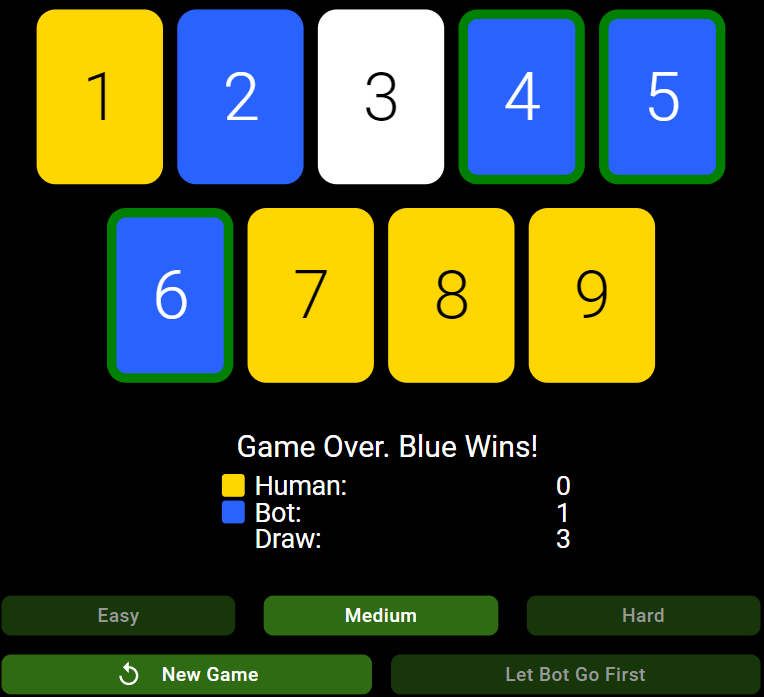 1 2 3 4 5
6 7 8 9
Game Over. Blue Wins!
Human: 0
Bot: 1
Draw: 3
Easy Medium Hard
New Game Let Bot Go First